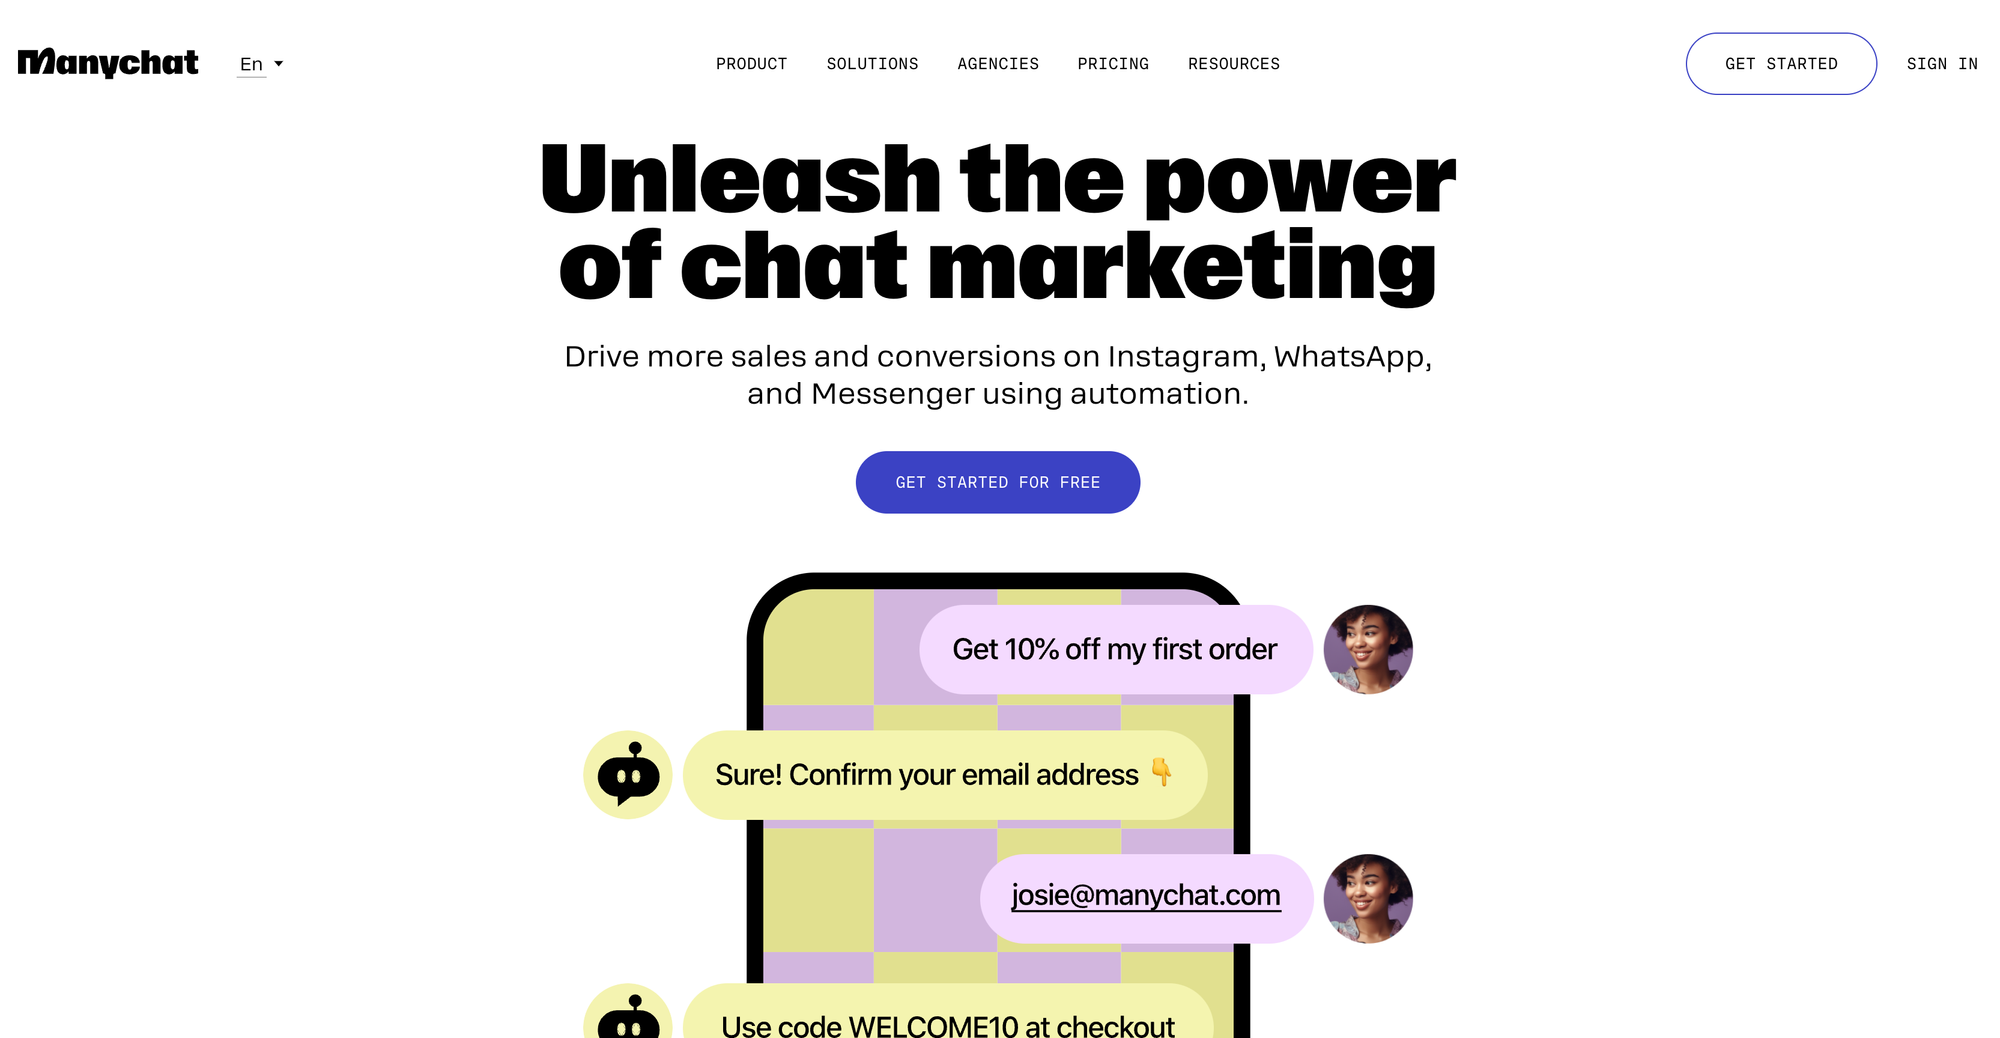 Manychat
En
PRODUCT
SOLUTIONS
AGENCIES
PRICING
RESOURCES
GET STARTED
SIGN IN
Unleash the power
of chat marketing
Drive more sales and conversions on Instagram, WhatsApp,
and Messenger using automation.
GET STARTED FOR FREE
Get 10% off my first order
Sure! Confirm your email address 👇
josie@manychat.com
Use code WELCOME10 at checkout